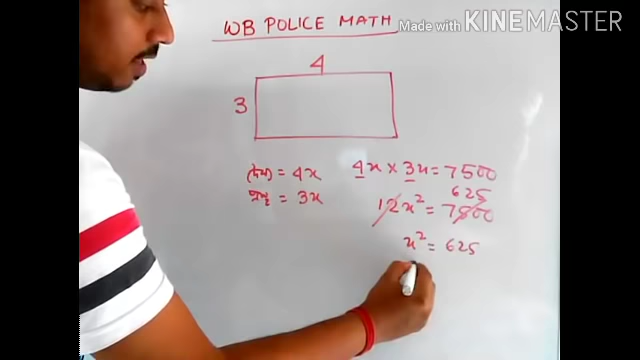 WB POLICE MATH
Made with KINEMASTER
4
3
= 4x
4x × 3x = 7500
625
প্রস্থ = 3x
12x² = 7500
x² = 625